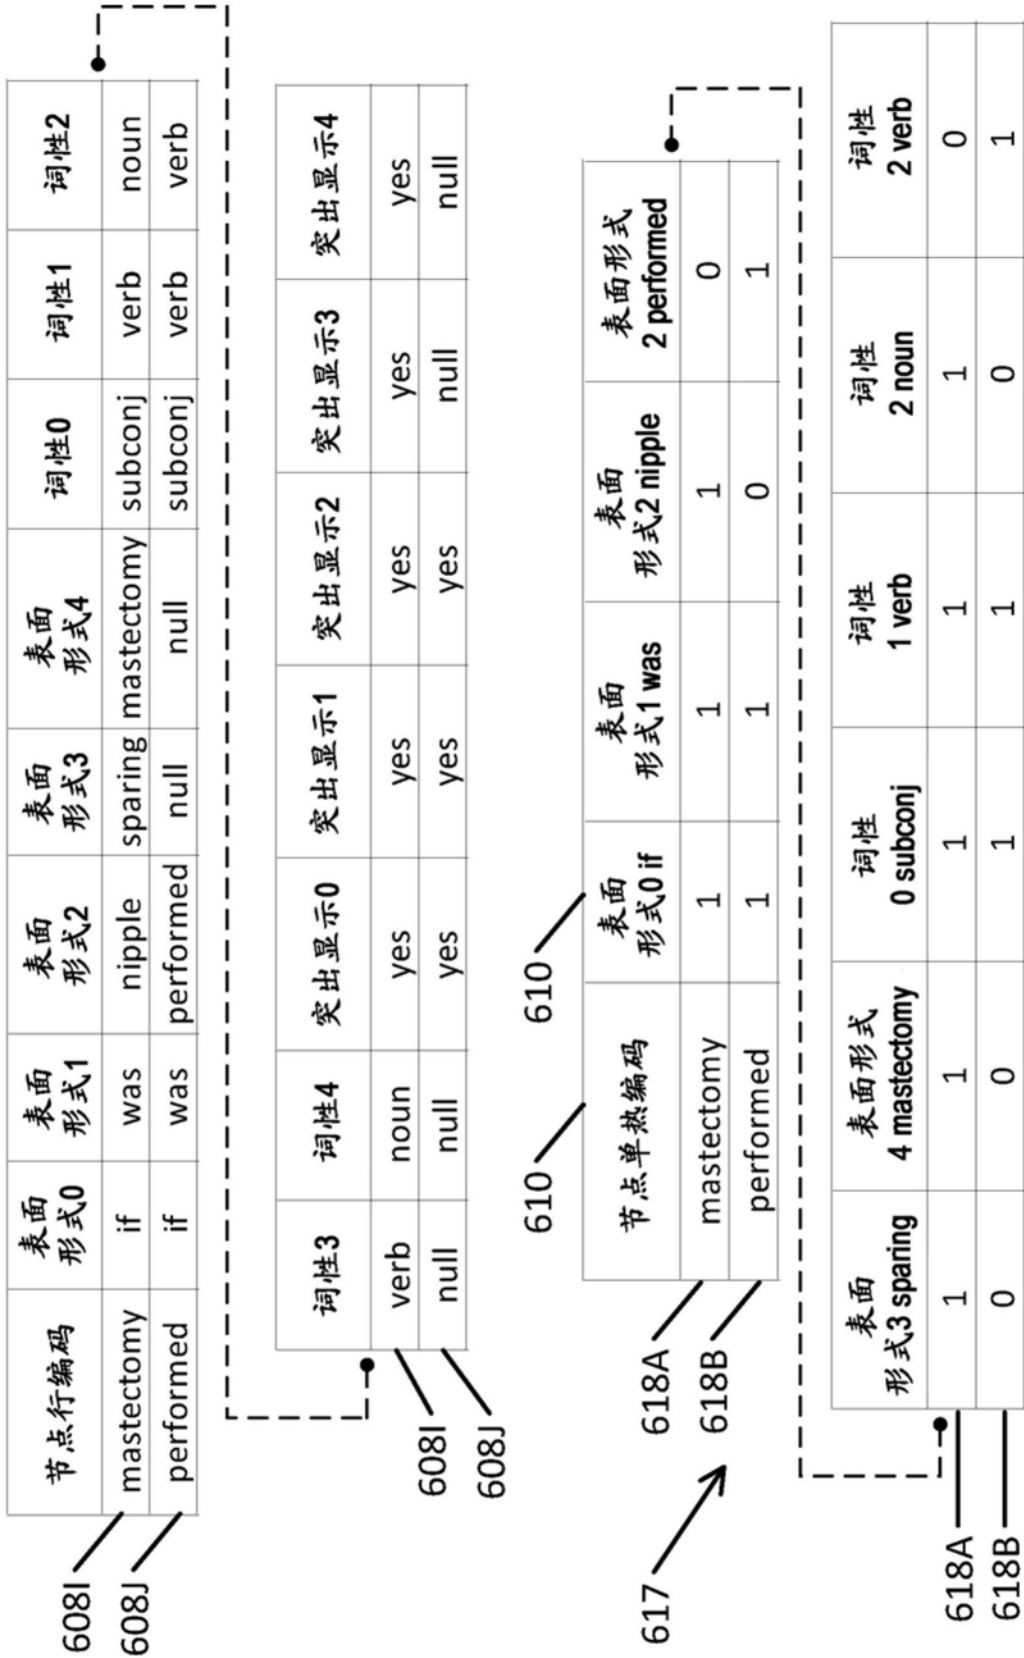 节点行编码 表面 形式0 表面 形式1 表面 形式2 表面 形式3 表面 形式4 词性0 词性1 词性2
608I mastectomy if was nipple sparing mastectomy subconj verb noun
608J performed if was performed null null subconj verb verb
词性3 词性4 突出显示0 突出显示1 突出显示2 突出显示3 突出显示4
608I verb noun yes yes yes yes yes
608J null null yes yes yes null null
610 610
节点单热编码 表面 形式0 if 表面 形式1 was 表面 形式2 nipple 表面形式 2 performed
618A mastectomy 1 1 1 0
618B performed 1 1 0 1
617
表面 形式3 sparing 表面形式 4 mastectomy 词性 0 subconj 词性 1 verb 词性 2 noun 词性 2 verb
618A 1 1 1 1 1 0
618B 0 0 1 1 0 1